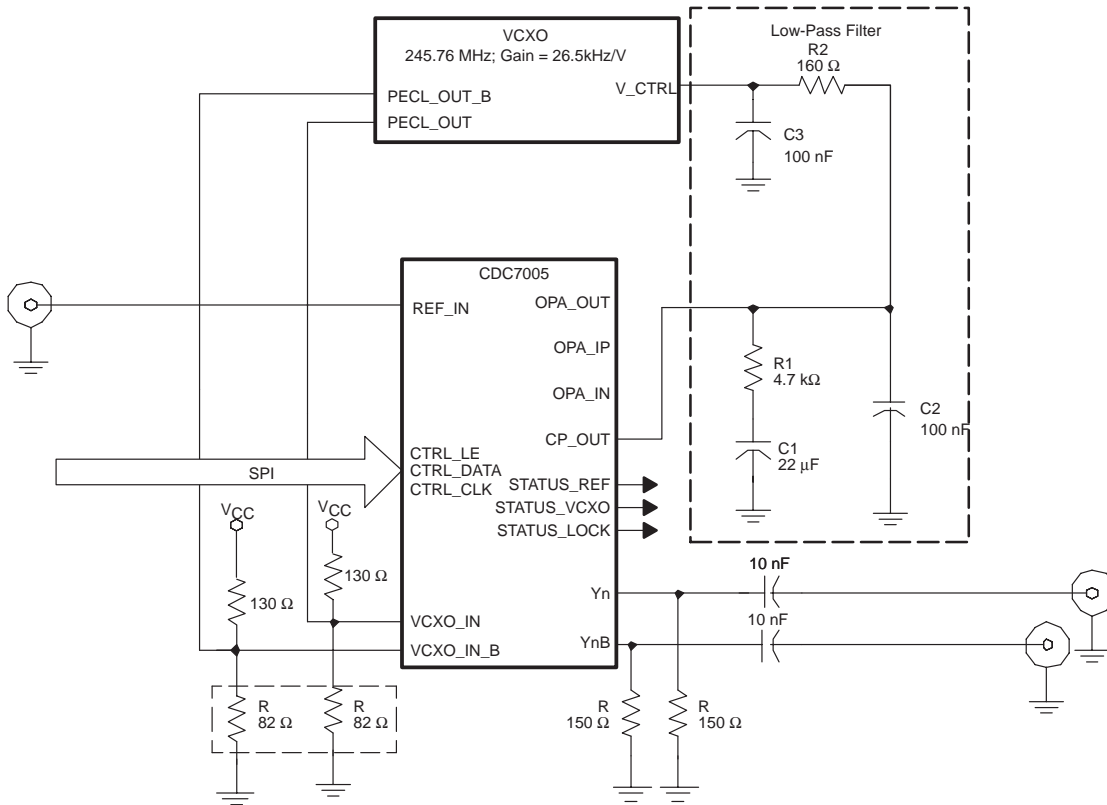 VCXO
245.76 MHz; Gain = 26.5kHz/V
PECL_OUT_B
PECL_OUT
V_CTRL
Low-Pass Filter
R2
160 Ω
C3
100 nF
CDC7005
REF_IN
OPA_OUT
OPA_IP
OPA_IN
CP_OUT
R1
4.7 kΩ
C1
22 µF
C2
100 nF
SPI
CTRL_LE
CTRL_DATA
CTRL_CLK
STATUS_REF
STATUS_VCXO
STATUS_LOCK
VCC
VCC
130 Ω
130 Ω
VCXO_IN
VCXO_IN_B
Yn
YnB
10 nF
10 nF
R
82 Ω
R
82 Ω
R
150 Ω
R
150 Ω